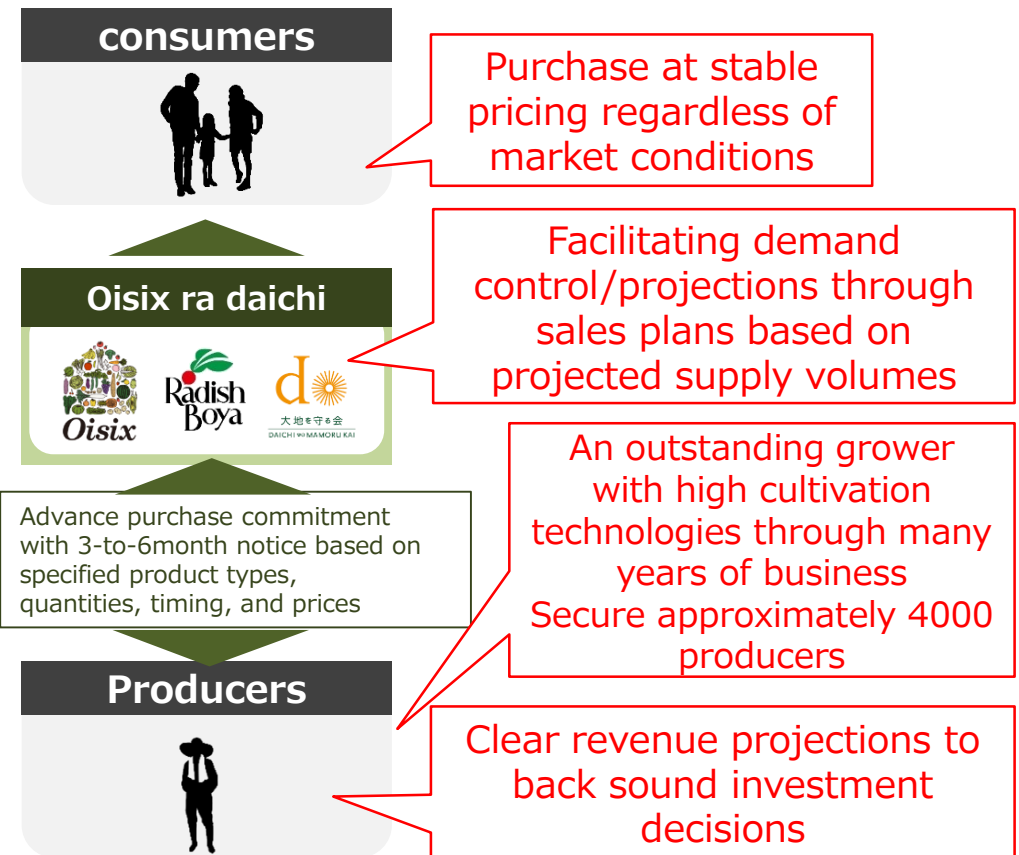 consumers
Purchase at stable
pricing regardless of
market conditions
Facilitating demand
control/projections through
sales plans based on
projected supply volumes
Oisix ra daichi
Oisix
Radish
Boya
do
大地を守る会
DAICHI WO MAMORU KAI
An outstanding grower
with high cultivation
technologies through many
years of business
Secure approximately 4000
producers
Advance purchase commitment
with 3-to-6month notice based on
specified product types,
quantities, timing, and prices
Producers
Clear revenue projections to
back sound investment
decisions